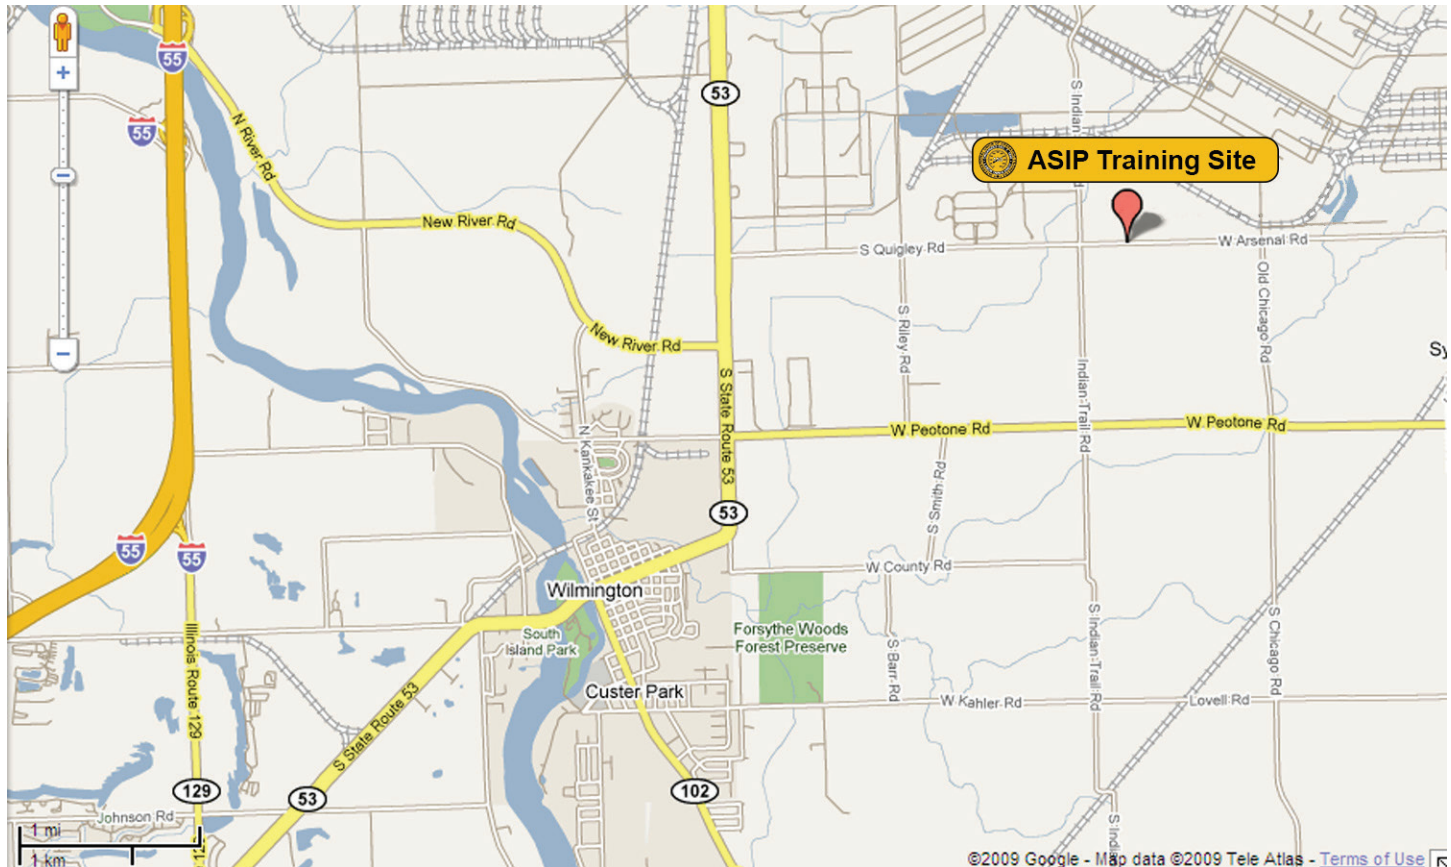 55
53
S Indian
55
N River Rd
ASIP Training Site
New River Rd
S Quigley Rd
W Arsenal Rd
Old Chicago Rd
S Riley Rd
New River Rd
Sy
S State Route 53
Indian Trail Rd
W Peotone Rd
W Peotone Rd
N Kankakee St
S Smith Rd
53
55
55
W County Rd
Wilmington
South
Island Park
Forsythe Woods
Forest Preserve
Illinois Route 129
S Barr Rd
S Indian Trail Rd
S Chicago Rd
Custer Park
W Kahler Rd
Lovell Rd
S State Route 53
129
53
102
Johnson Rd
1 mi
1 km
©2009 Google - Map data ©2009 Tele Atlas - Terms of Use